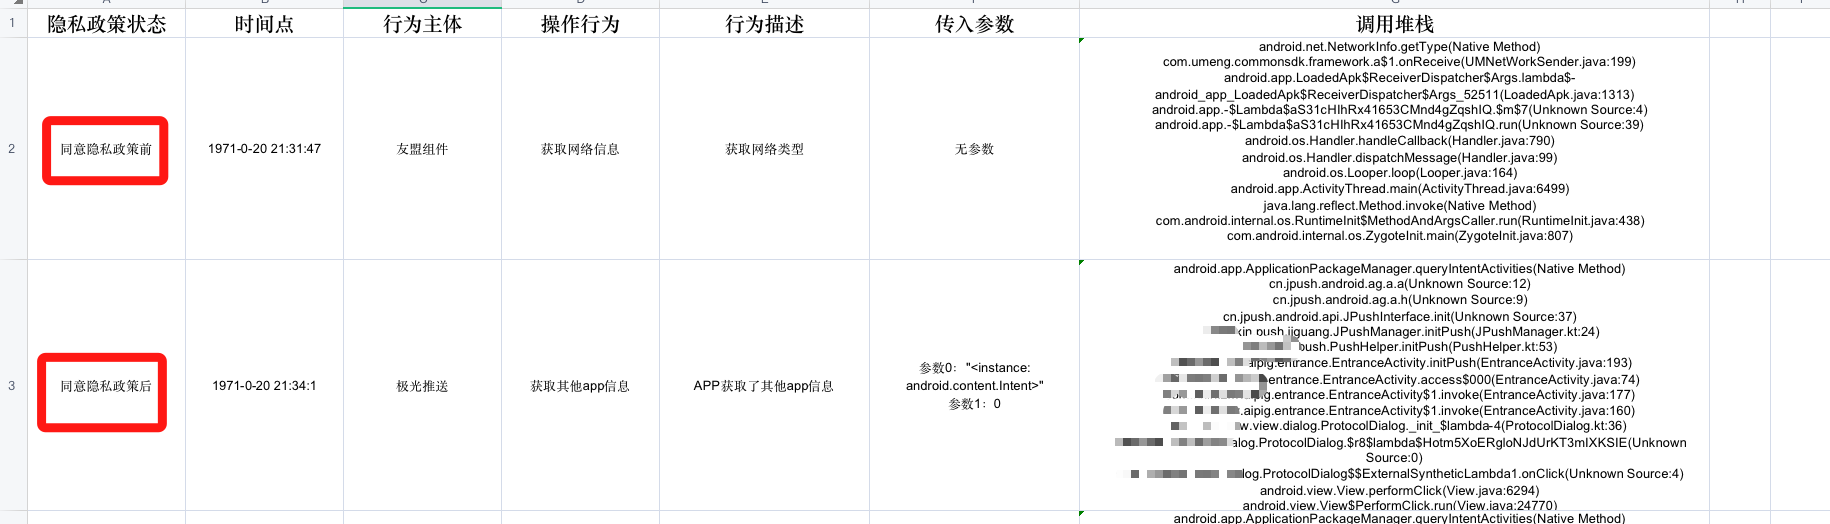 1
隐私政策状态
时间点
行为主体
操作行为
行为描述
传入参数
调用堆栈
2
同意隐私政策前
1971-0-20 21:31:47
友盟组件
获取网络信息
获取网络类型
无参数
android.net.NetworkInfo.getType(Native Method)
com.umeng.commonsdk.framework.a$1.onReceive(UMNetWorkSender.java:199)
android.app.LoadedApk$ReceiverDispatcher$Args.lambda$-
android_app_LoadedApk$ReceiverDispatcher$Args_52511(LoadedApk.java:1313)
android.app.-$Lambda$aS31cHIhRx41653CMnd4gZqshIQ.$m$7(Unknown Source:4)
android.app.-$Lambda$aS31cHIhRx41653CMnd4gZqshIQ.run(Unknown Source:39)
android.os.Handler.handleCallback(Handler.java:790)
android.os.Handler.dispatchMessage(Handler.java:99)
android.os.Looper.loop(Looper.java:164)
android.app.ActivityThread.main(ActivityThread.java:6499)
java.lang.reflect.Method.invoke(Native Method)
com.android.internal.os.RuntimeInit$MethodAndArgsCaller.run(RuntimeInit.java:438)
com.android.internal.os.ZygoteInit.main(ZygoteInit.java:807)
3
同意隐私政策后
1971-0-20 21:34:1
极光推送
获取其他app信息
APP获取了其他app信息
参数0："<instance:
android.content.Intent>"
参数1：0
android.app.ApplicationPackageManager.queryIntentActivities(Native Method)
cn.jpush.android.ag.a.a(Unknown Source:12)
cn.jpush.android.ag.a.h(Unknown Source:9)
cn.jpush.android.api.JPushInterface.init(Unknown Source:37)
push.jiguang.JPushManager.initPush(JPushManager.kt:24)
push.PushHelper.initPush(PushHelper.kt:53)
aipig.entrance.EntranceActivity.initPush(EntranceActivity.java:193)
entrance.EntranceActivity.access$000(EntranceActivity.java:74)
aipig.entrance.EntranceActivity$1.invoke(EntranceActivity.java:177)
.aipig.entrance.EntranceActivity$1.invoke(EntranceActivity.java:160)
w.view.dialog.ProtocolDialog._init_$lambda-4(ProtocolDialog.kt:36)
alog.ProtocolDialog.$r8$lambda$Hotm5XoERgloNJdUrKT3mIXKSIE(Unknown
Source:0)
log.ProtocolDialog$$ExternalSyntheticLambda1.onClick(Unknown Source:4)
android.view.View.performClick(View.java:6294)
android.view.View$PerformClick.run(View.java:24770)
android.app.ApplicationPackageManager.queryIntentActivities(Native Method)